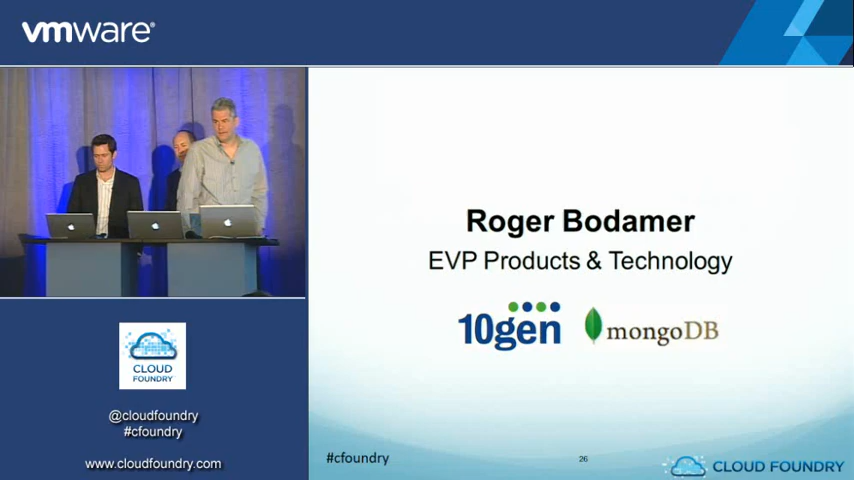 vmware®
Roger Bodamer
EVP Products & Technology
10gen
mongoDB
CLOUD
FOUNDRY
@cloudfoundry
#cfoundry
www.cloudfoundry.com
#cfoundry
26
CLOUD FOUNDRY